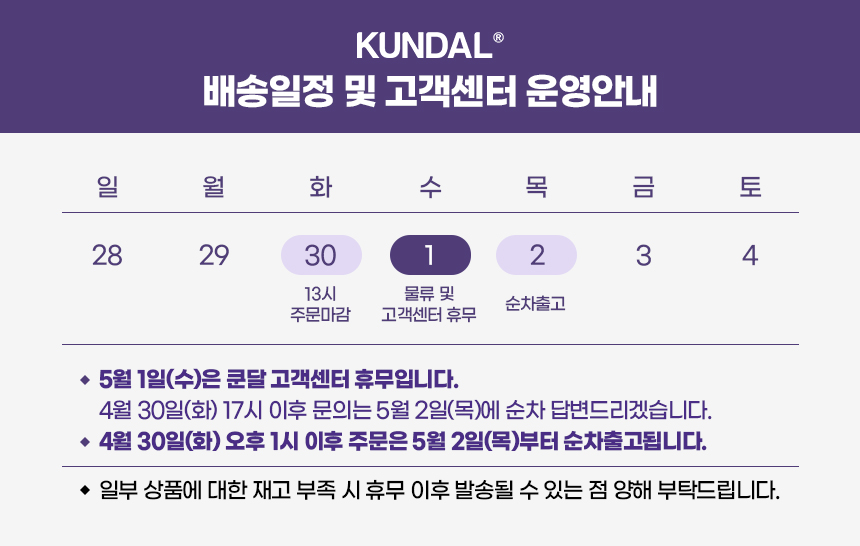 KUNDAL®
배송일정 및 고객센터 운영안내
일 월 화 수 목 금 토
28 29 30 1 2 3 4
13시
주문마감
물류 및
고객센터 휴무
순차출고
◆ 5월 1일(수)은 쿤달 고객센터 휴무입니다.
4월 30일(화) 17시 이후 문의는 5월 2일(목)에 순차 답변드리겠습니다.
◆ 4월 30일(화) 오후 1시 이후 주문은 5월 2일(목)부터 순차출고됩니다.
◆ 일부 상품에 대한 재고 부족 시 휴무 이후 발송될 수 있는 점 양해 부탁드립니다.